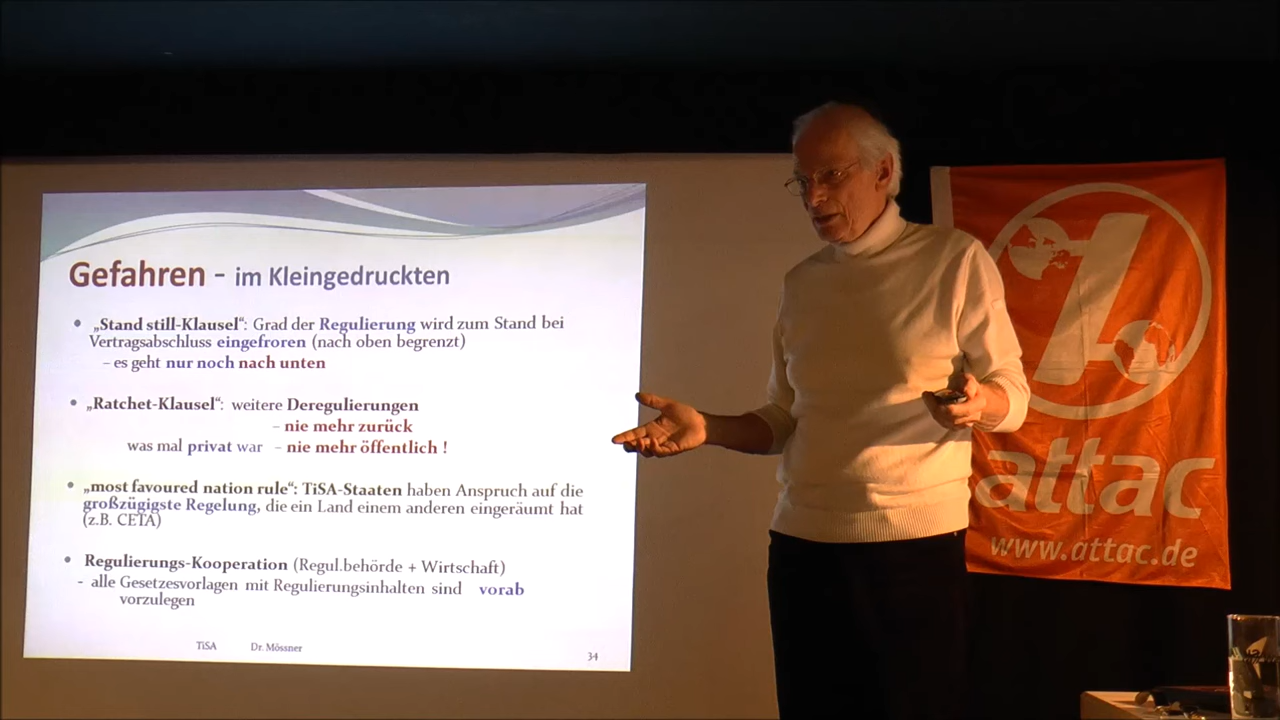 Gefahren - im Kleingedruckten
• „Stand still-Klausel“: Grad der Regulierung wird zum Stand bei
Vertragsabschluss eingefroren (nach oben begrenzt)
– es geht nur noch nach unten
• „Ratchet-Klausel“: weitere Deregulierungen
– nie mehr zurück
was mal privat war – nie mehr öffentlich !
• „most favoured nation rule“: TiSA-Staaten haben Anspruch auf die
großzügigste Regelung, die ein Land einem anderen eingeräumt hat
(z.B. CETA)
• Regulierungs-Kooperation (Regul.behörde + Wirtschaft)
- alle Gesetzesvorlagen mit Regulierungsinhalten sind vorab
vorzulegen
TiSA Dr. Mössner 34
attac
www.attac.de